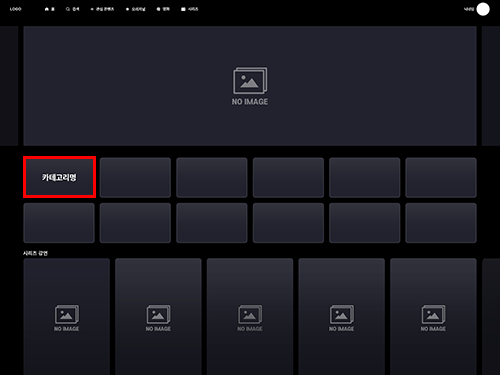 LOGO
홈
검색
관심 콘텐츠
오리지널
영화
시리즈
닉네임
NO IMAGE
카테고리명
시리즈 강연
NO IMAGE
NO IMAGE
NO IMAGE
NO IMAGE
NO IMAGE